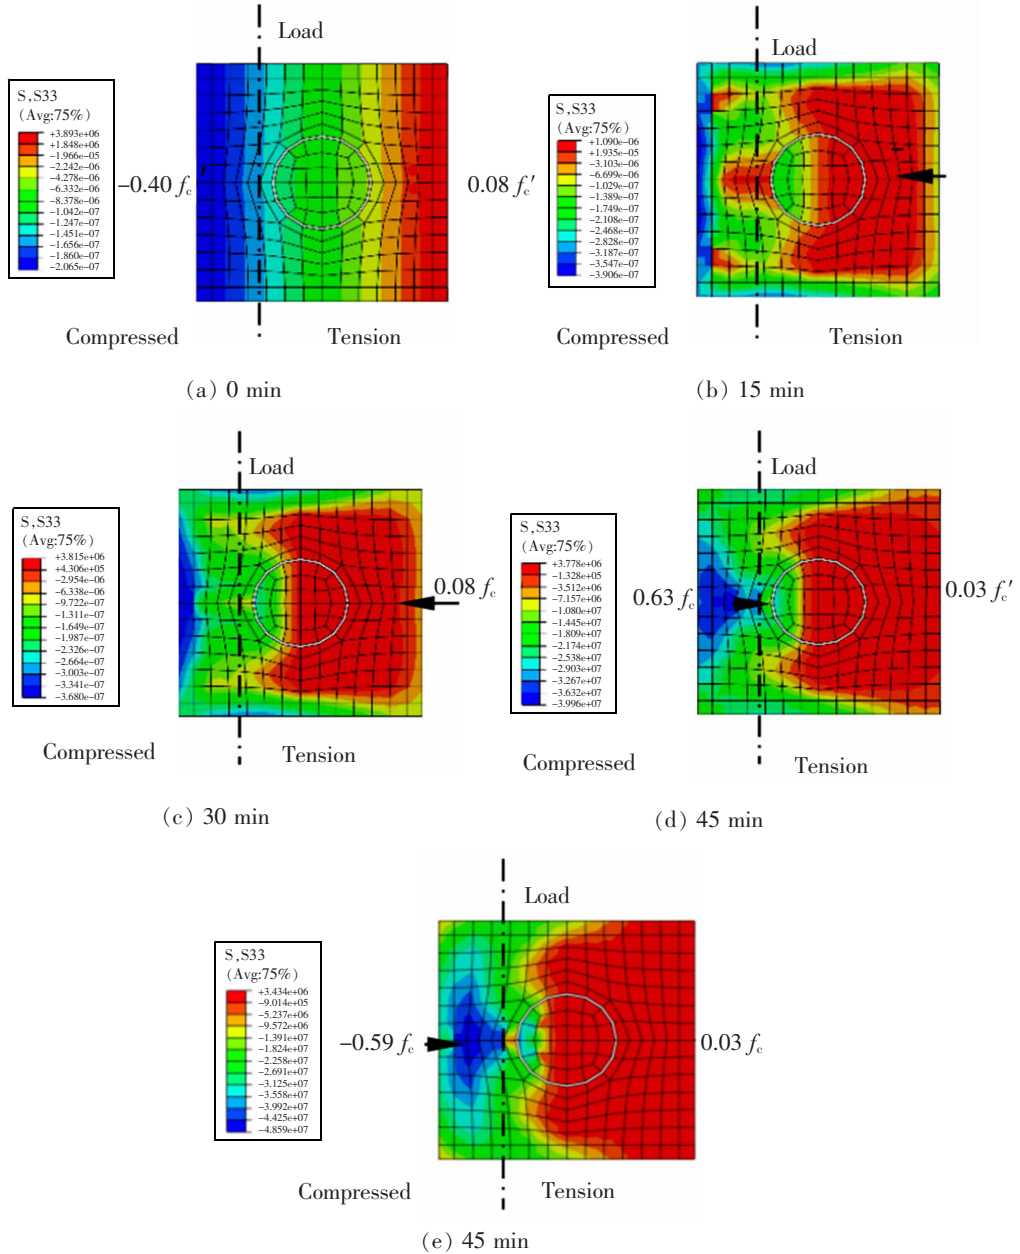 Load
S,S33
(Avg:75%)
+3.893e+06
+1.848e+06
-1.966e-05
-2.242e-06
-4.278e-07
-6.332e-07
-8.378e-07
-1.042e-07
-1.247e-07
-1.451e-07
-1.656e-07
-1.860e-07
-2.065e-07
-0.40 fc′
0.08 fc′
Compressed
Tension
(a) 0 min
Load
S,S33
(Avg:75%)
+1.090e-06
+1.935e-05
-3.103e-06
-6.699e-06
-1.029e-07
-1.389e-07
-1.749e-07
-2.108e-07
-2.468e-07
-2.828e-07
-3.187e-07
-3.547e-07
-3.906e-07
Compressed
Tension
(b) 15 min
Load
S,S33
(Avg:75%)
+3.815e+06
+4.306e+05
-2.954e-06
-6.338e-06
-9.722e-07
-1.311e-07
-1.649e-07
-1.987e-07
-2.326e-07
-2.664e-07
-3.003e-07
-3.341e-07
-3.680e-07
0.08 fc
Compressed
Tension
(c) 30 min
Load
S,S33
(Avg:75%)
+3.778e+06
-1.328e+05
-3.512e+06
-7.157e+06
-1.080e+07
-1.445e+07
-1.809e+07
-2.174e+07
-2.538e+07
-2.903e+07
-3.267e+07
-3.632e+07
-3.996e+07
0.63 fc
0.03 fc′
Compressed
Tension
(d) 45 min
Load
S,S33
(Avg:75%)
+3.434e+06
-9.014e+05
-5.237e+06
-9.572e+06
-1.391e+07
-1.824e+07
-2.258e+07
-2.691e+07
-3.125e+07
-3.558e+07
-3.992e+07
-4.425e+07
-4.859e+07
-0.59 fc
0.03 fc
Compressed
Tension
(e) 45 min